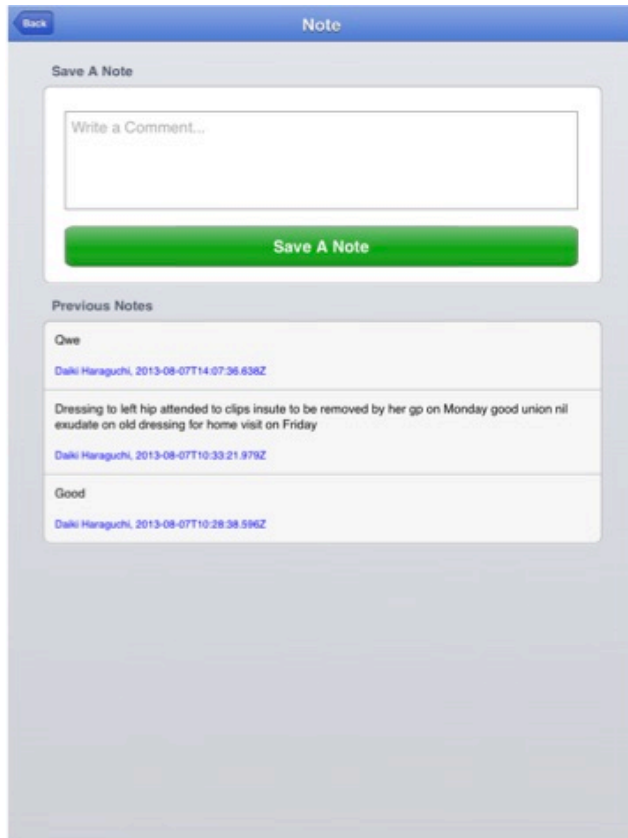 Back
Note
Save A Note
Write a Comment...
Save A Note
Previous Notes
Qwe
Daiki Haraguchi, 2013-08-07T14:07:36.638Z
Dressing to left hip attended to clips insute to be removed by her gp on Monday good union nil
exudate on old dressing for home visit on Friday
Daiki Haraguchi, 2013-08-07T10:33:21.979Z
Good
Daiki Haraguchi, 2013-08-07T10:28:38.596Z